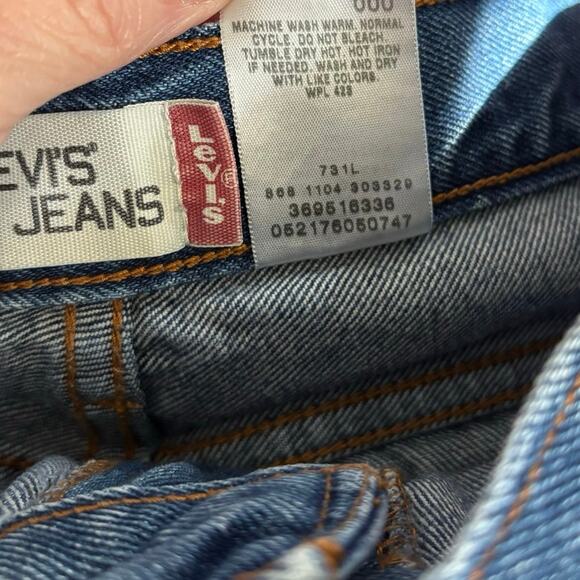 000
MACHINE WASH WARM. NORMAL
CYCLE. DO NOT BLEACH.
TUMBLE DRY HOT. HOT IRON
IF NEEDED. WASH AND DRY
WITH LIKE COLORS.
WPL 423
EVI'S®
JEANS
LEVI'S®
731L
868 1104 303329
369516336
052176050747